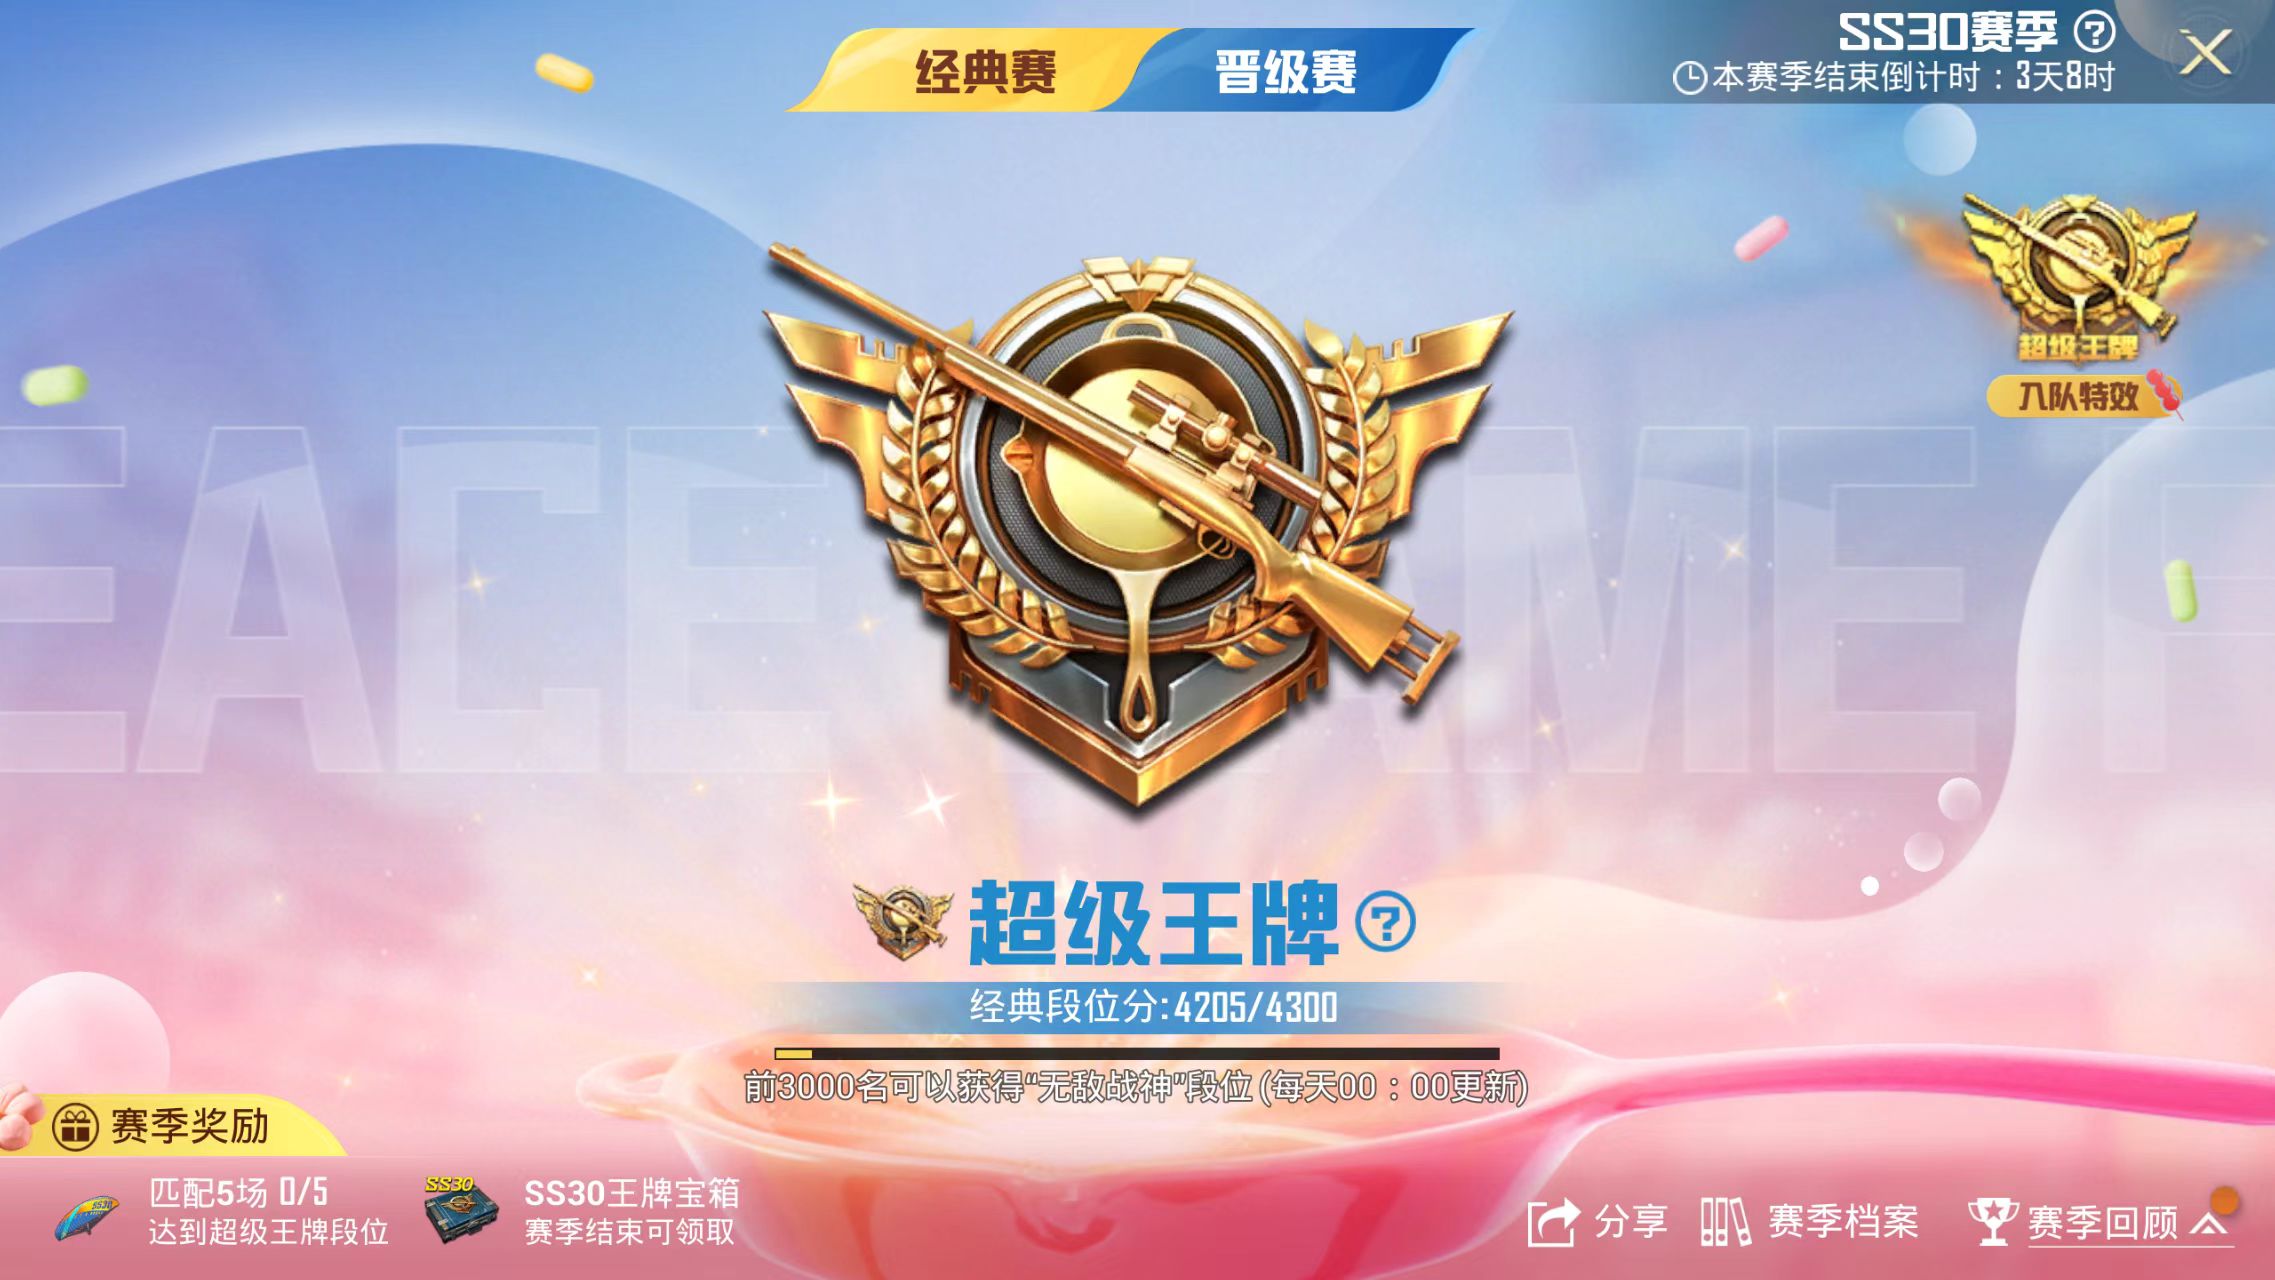 经典赛
晋级赛
SS30赛季
本赛季结束倒计时：3天8时
超级王牌
入队特效
EACE
AME F
超级王牌
经典段位分:4205/4300
前3000名可以获得“无敌战神”段位(每天00：00更新)
赛季奖励
匹配5场 0/5
达到超级王牌段位
SS30
SS30王牌宝箱
赛季结束可领取
分享
赛季档案
赛季回顾